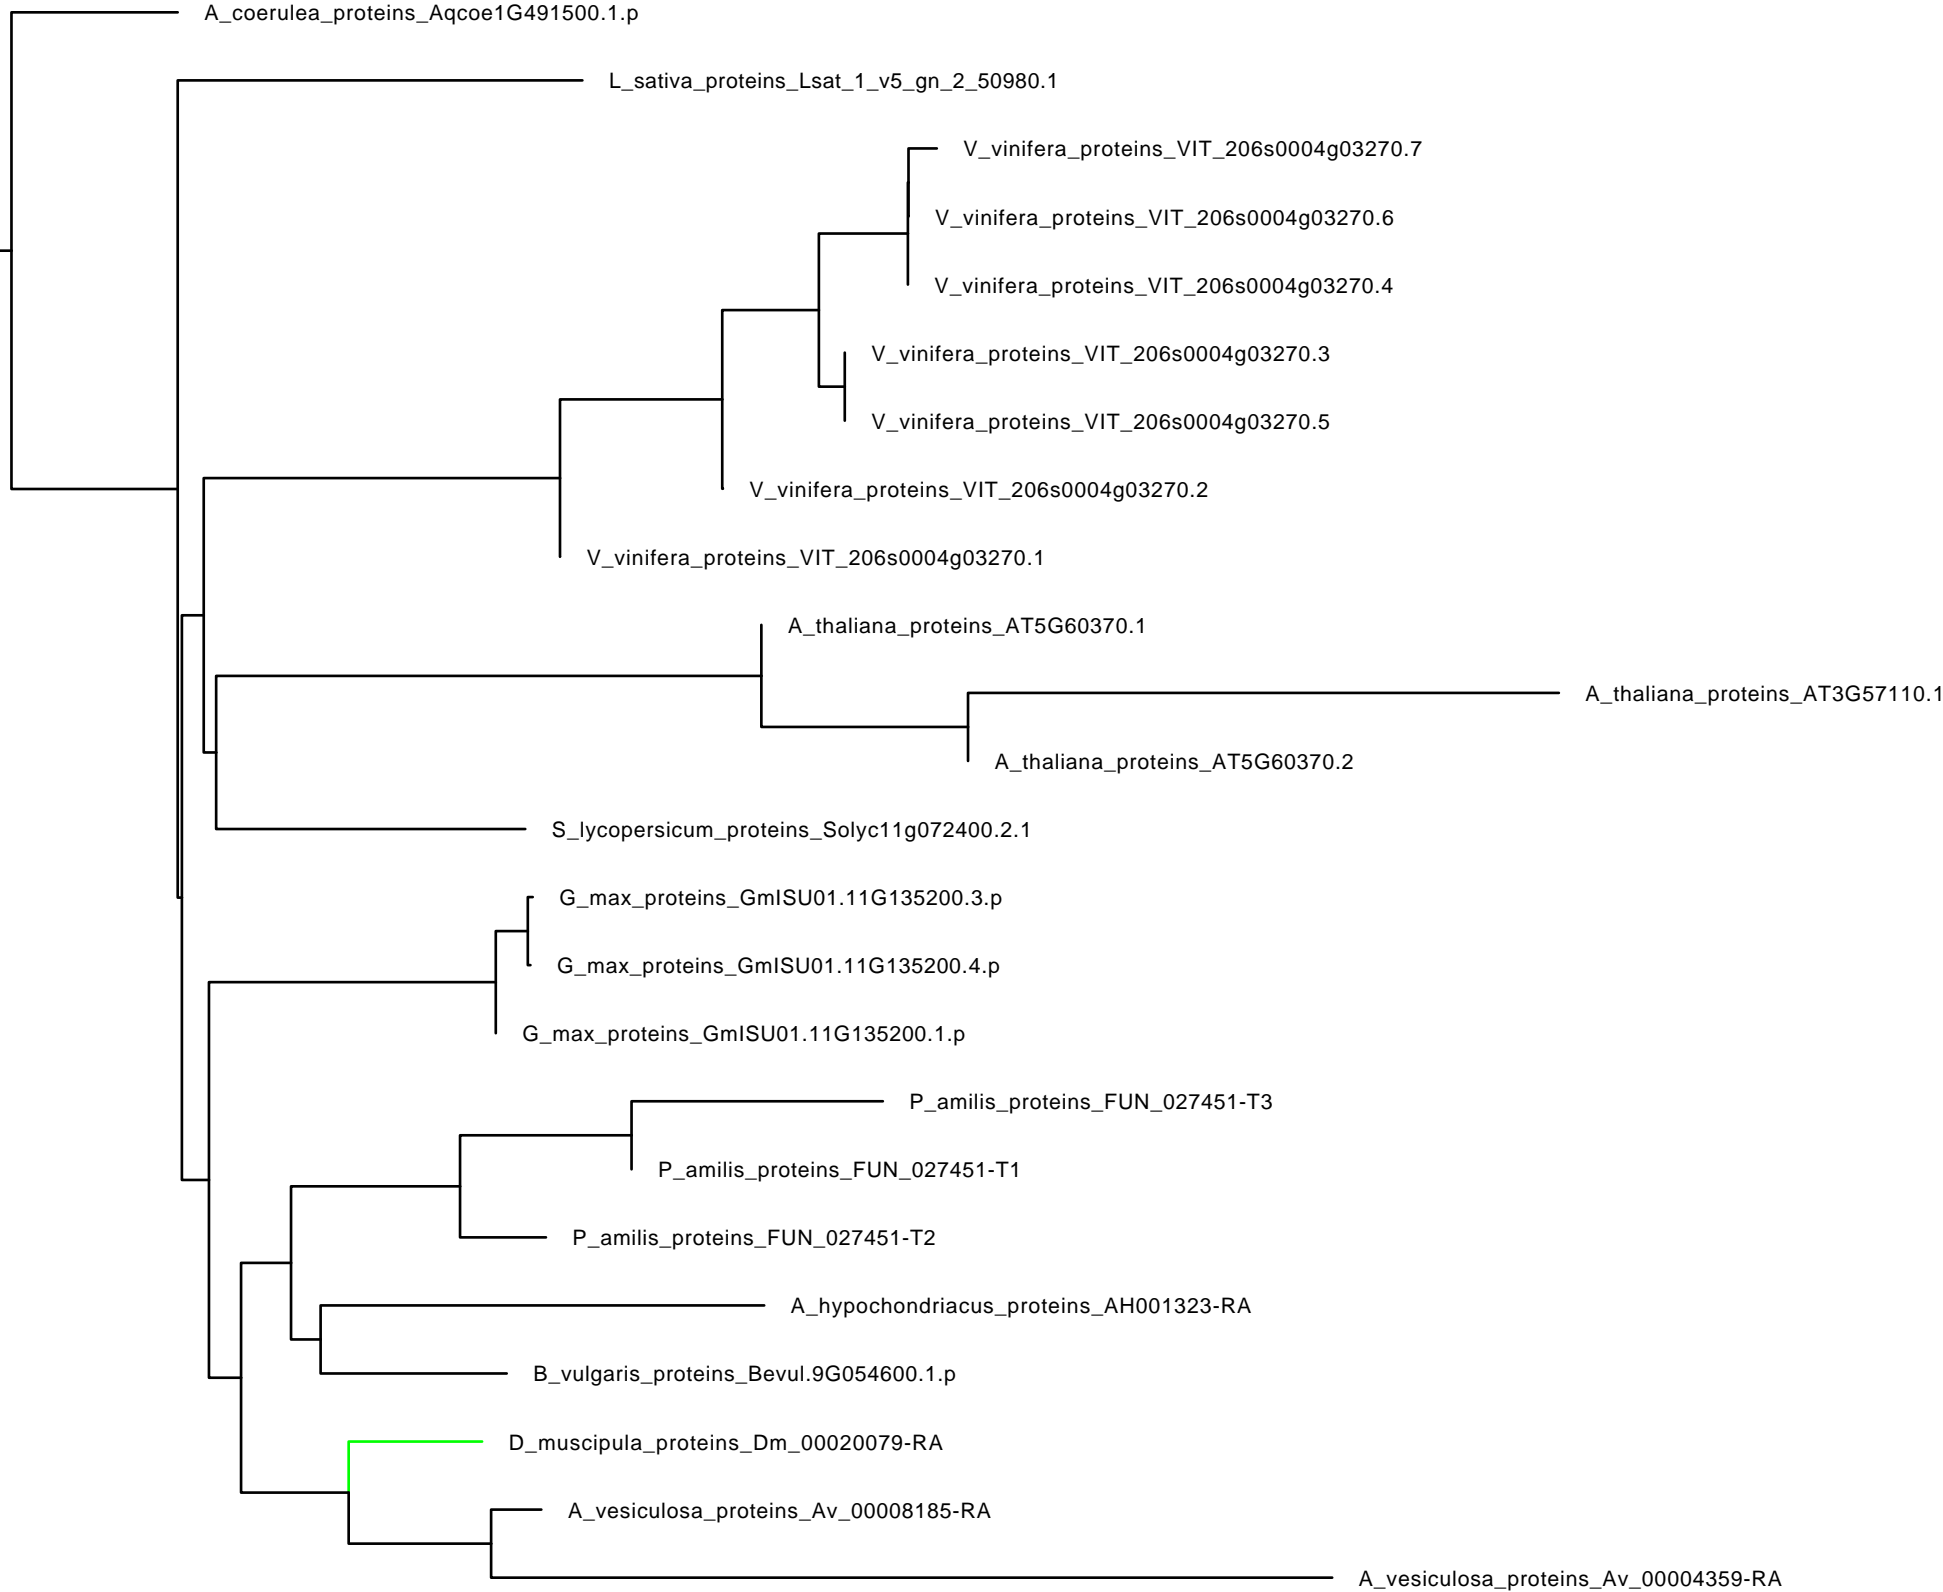 A_coerulea_proteins_Aqcoe1G491500.1.p
L_sativa_proteins_Lsat_1_v5_gn_2_50980.1
V_vinifera_proteins_VIT_206s0004g03270.7
V_vinifera_proteins_VIT_206s0004g03270.6
V_vinifera_proteins_VIT_206s0004g03270.4
V_vinifera_proteins_VIT_206s0004g03270.3
V_vinifera_proteins_VIT_206s0004g03270.5
V_vinifera_proteins_VIT_206s0004g03270.2
V_vinifera_proteins_VIT_206s0004g03270.1
A_thaliana_proteins_AT5G60370.1
A_thaliana_proteins_AT3G57110.1
A_thaliana_proteins_AT5G60370.2
S_lycopersicum_proteins_Solyc11g072400.2.1
G_max_proteins_GmISU01.11G135200.3.p
G_max_proteins_GmISU01.11G135200.4.p
G_max_proteins_GmISU01.11G135200.1.p
P_amilis_proteins_FUN_027451-T3
P_amilis_proteins_FUN_027451-T1
P_amilis_proteins_FUN_027451-T2
A_hypochondriacus_proteins_AH001323-RA
B_vulgaris_proteins_Bevul.9G054600.1.p
D_muscipula_proteins_Dm_00020079-RA
A_vesiculosa_proteins_Av_00008185-RA
A_vesiculosa_proteins_Av_00004359-RA